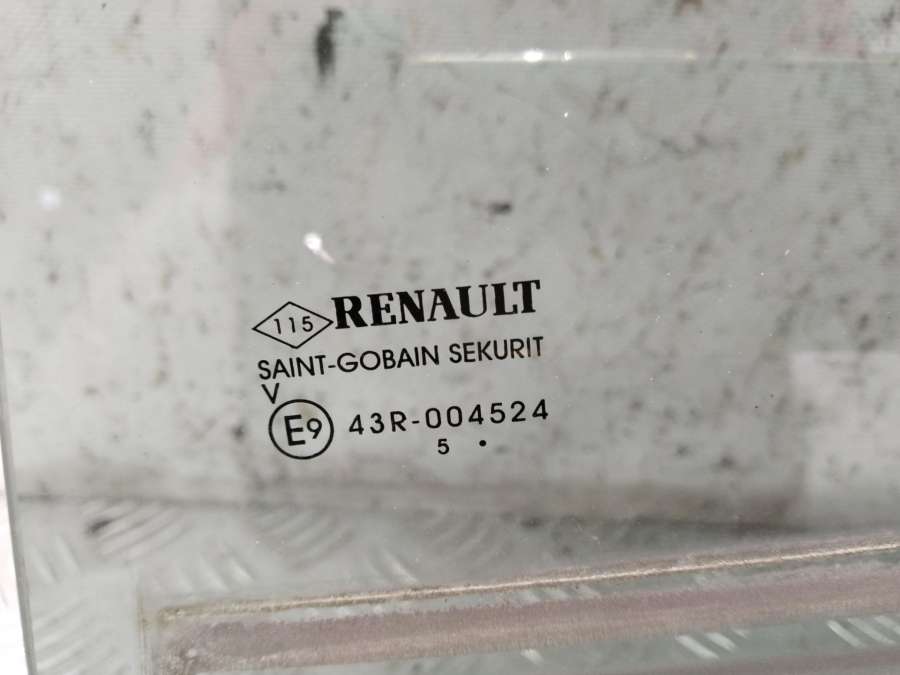 115 RENAULT
SAINT-GOBAIN SEKURIT
V
E9 43R-004524
5 •